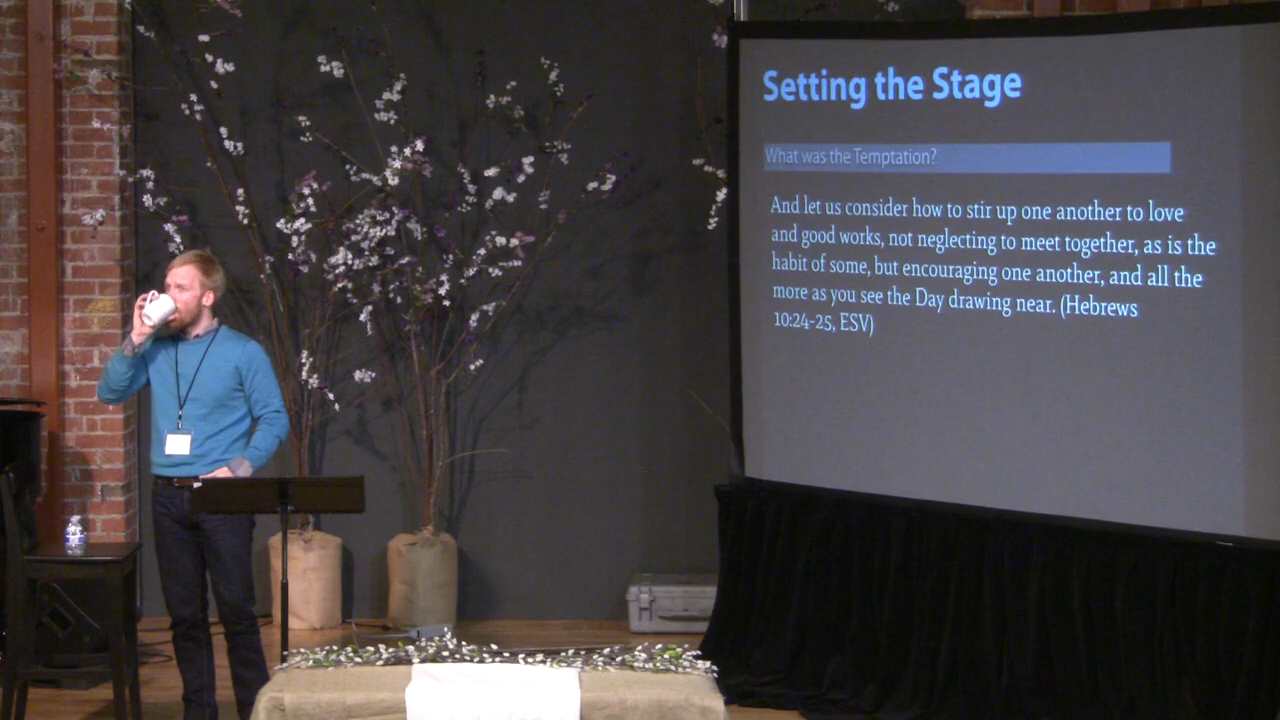 Setting the Stage
What was the Temptation?
And let us consider how to stir up one another to love
and good works, not neglecting to meet together, as is the
habit of some, but encouraging one another, and all the
more as you see the Day drawing near. (Hebrews
10:24-25, ESV)